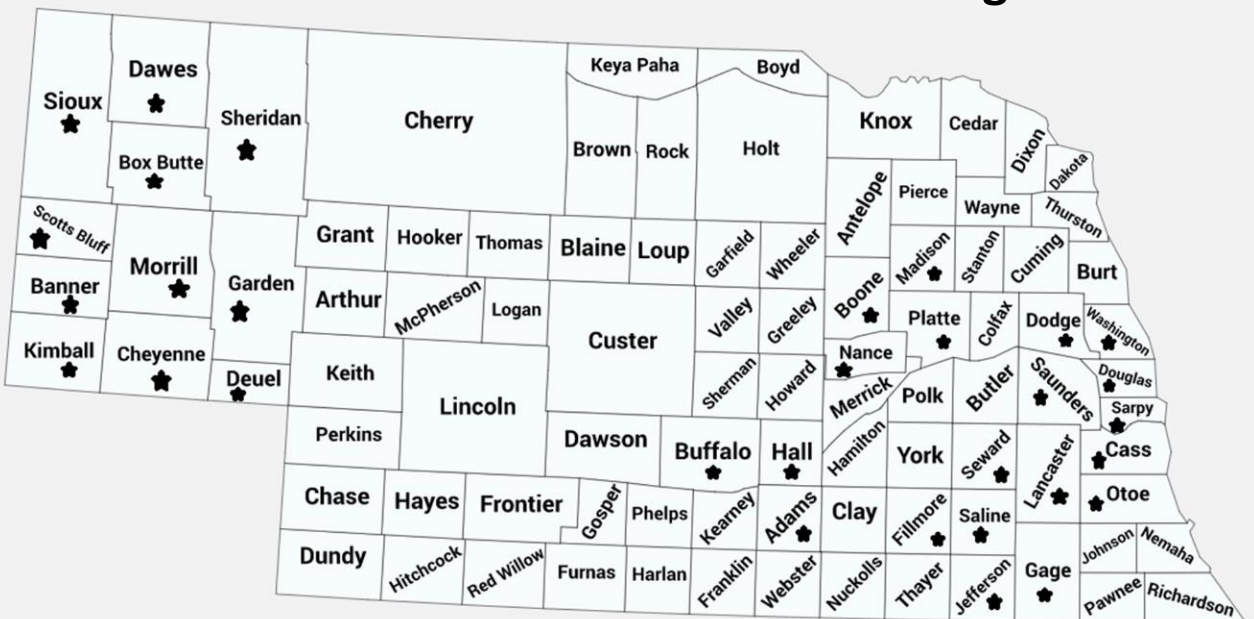 Keya Paha
Boyd
Dawes
Sioux
Sheridan
Cherry
Knox
Cedar
Dixon
Dakota
Box Butte
Brown
Rock
Holt
Antelope
Pierce
Wayne
Thurston
Scotts Bluff
Grant
Hooker
Thomas
Blaine
Loup
Garfield
Wheeler
Madison
Stanton
Cuming
Burt
Morrill
Banner
Garden
Arthur
McPherson
Logan
Valley
Greeley
Boone
Platte
Colfax
Dodge
Washington
Custer
Kimball
Cheyenne
Deuel
Keith
Lincoln
Sherman
Howard
Nance
Merrick
Polk
Butler
Saunders
Douglas
Sarpy
Perkins
Dawson
Buffalo
Hall
Hamilton
York
Seward
Lancaster
Cass
Otoe
Chase
Hayes
Frontier
Gosper
Phelps
Kearney
Adams
Clay
Fillmore
Saline
Dundy
Hitchcock
Red Willow
Furnas
Harlan
Franklin
Webster
Nuckolls
Thayer
Jefferson
Gage
Johnson
Nemaha
Pawnee
Richardson